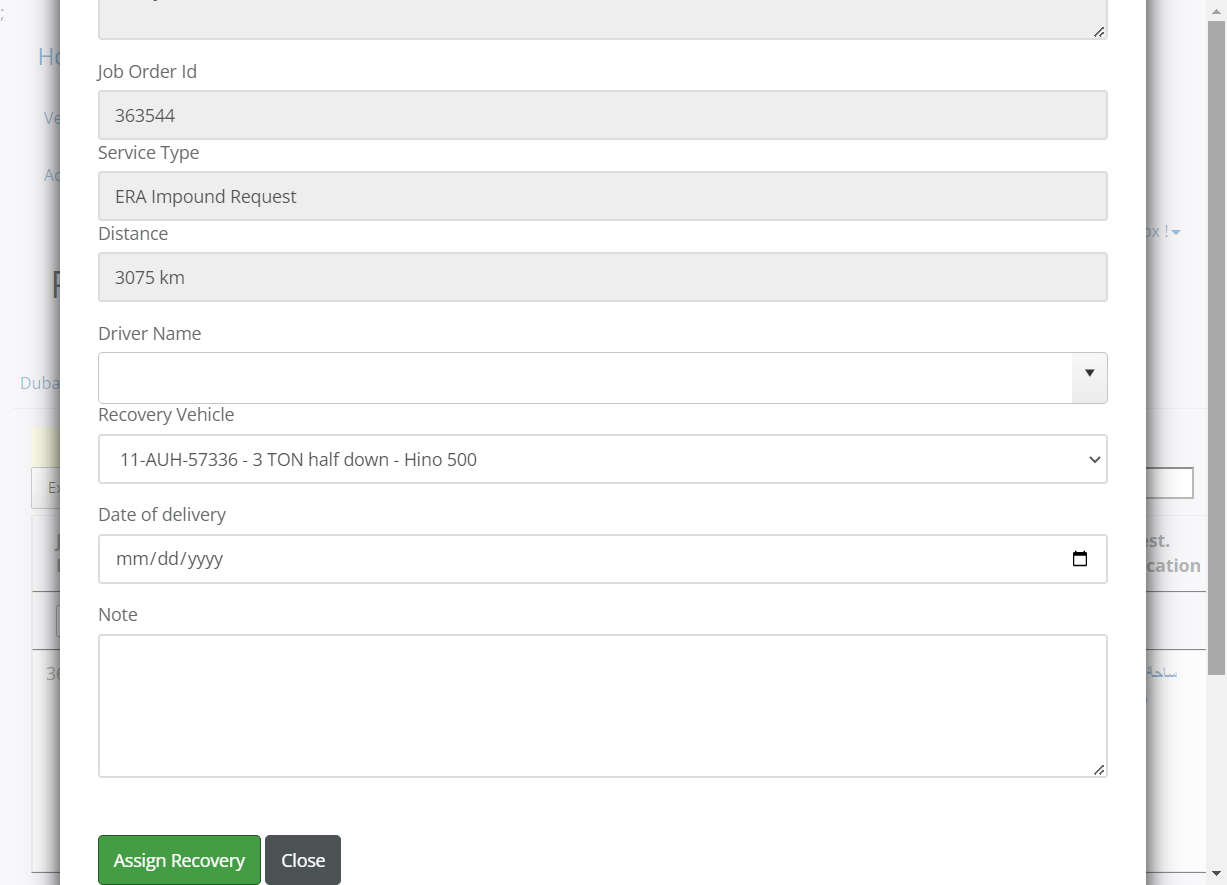 Job Order Id
363544
Service Type
ERA Impound Request
Distance
3075 km
Driver Name
Recovery Vehicle
11-AUH-57336 - 3 TON half down - Hino 500
Date of delivery
mm/dd/yyyy
Note
Assign Recovery
Close
ساحة